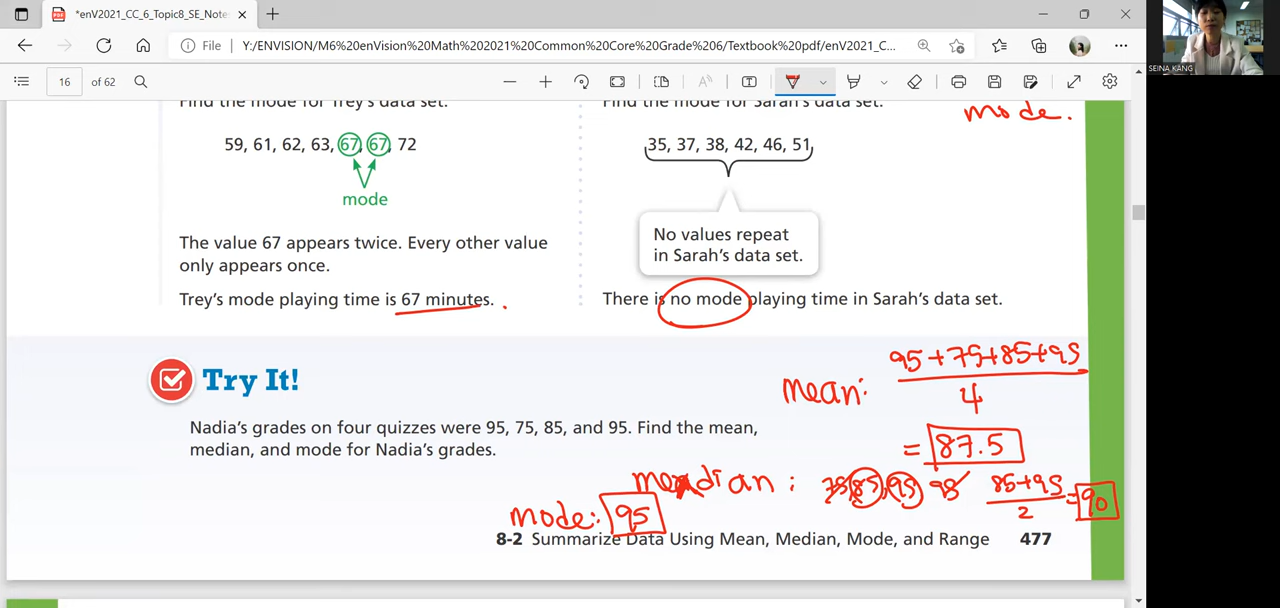 *enV2021_CC_6_Topic8_SE_Note
File
Y:/ENVISION/M6%20enVision%20Math%202021%20Common%20Core%20Grade%206/Textbook%20pdf/enV2021_C...
16 of 62
SEINA KANG
Find the mode for Trey's data set.
Find the mode for Sarah's data set.
mode.
59, 61, 62, 63, 67, 67, 72
35, 37, 38, 42, 46, 51
mode
No values repeat
in Sarah's data set.
The value 67 appears twice. Every other value
only appears once.
Trey's mode playing time is 67 minutes.
There is no mode playing time in Sarah's data set.
Try It!
Nadia's grades on four quizzes were 95, 75, 85, and 95. Find the mean,
median, and mode for Nadia's grades.
mean: 95+75+85+95
4
= 87.5
median: 75, 85, 95, 95 85+95
2
= 90
mode: 95
8-2 Summarize Data Using Mean, Median, Mode, and Range 477